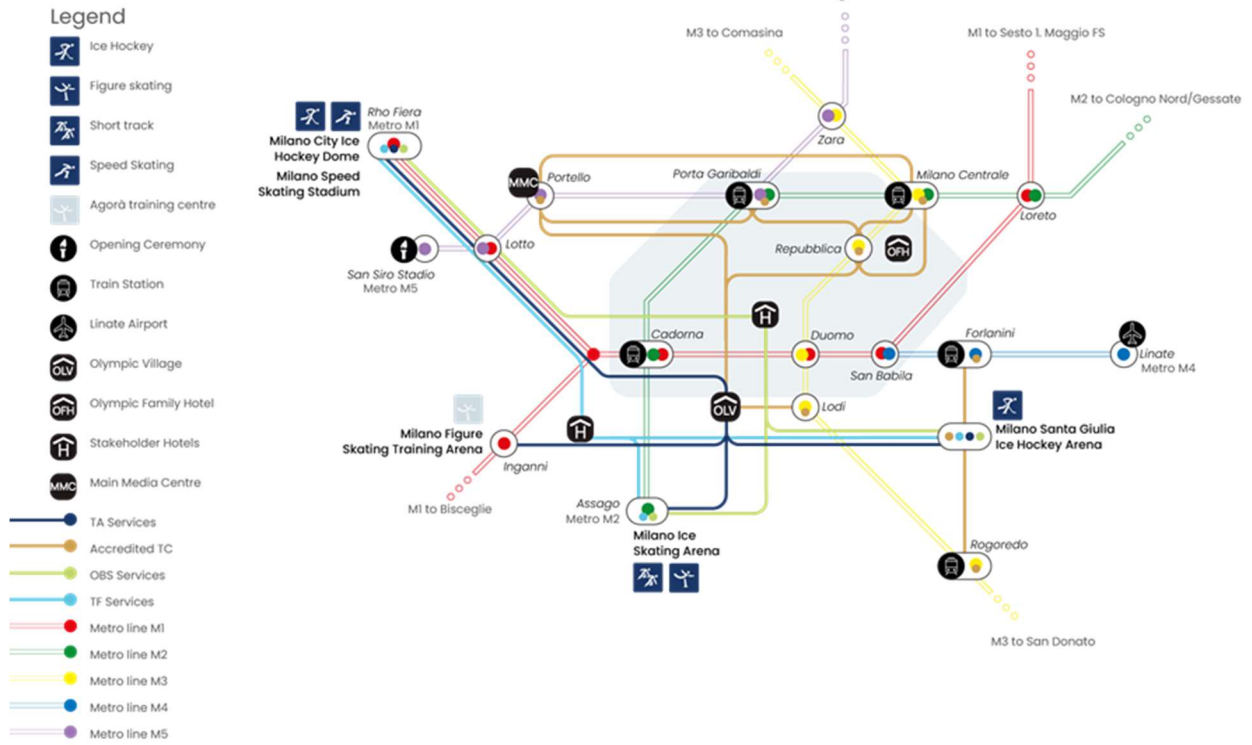 Legend
Ice Hockey
Figure skating
Short track
Speed Skating
Agorà training centre
Opening Ceremony
Train Station
Linate Airport
OLV
Olympic Village
OFH
Olympic Family Hotel
H
Stakeholder Hotels
MMC
Main Media Centre
TA Services
Accredited TC
OBS Services
TF Services
Metro line M1
Metro line M2
Metro line M3
Metro line M4
Metro line M5
M3 to Comasina
M1 to Sesto 1. Maggio FS
M2 to Cologno Nord/Gessate
Rho Fiera
Metro M1
Milano City Ice
Hockey Dome
Milano Speed
Skating Stadium
Zara
MMC
Portello
Porta Garibaldi
Milano Centrale
Loreto
Lotto
San Siro Stadio
Metro M5
Repubblica
OFH
H
Cadorna
Duomo
San Babila
Forlanini
Linate
Metro M4
OLV
Lodi
H
Milano Figure
Skating Training Arena
Inganni
M1 to Bisceglie
Milano Santa Giulia
Ice Hockey Arena
Assago
Metro M2
Milano Ice
Skating Arena
Rogoredo
M3 to San Donato